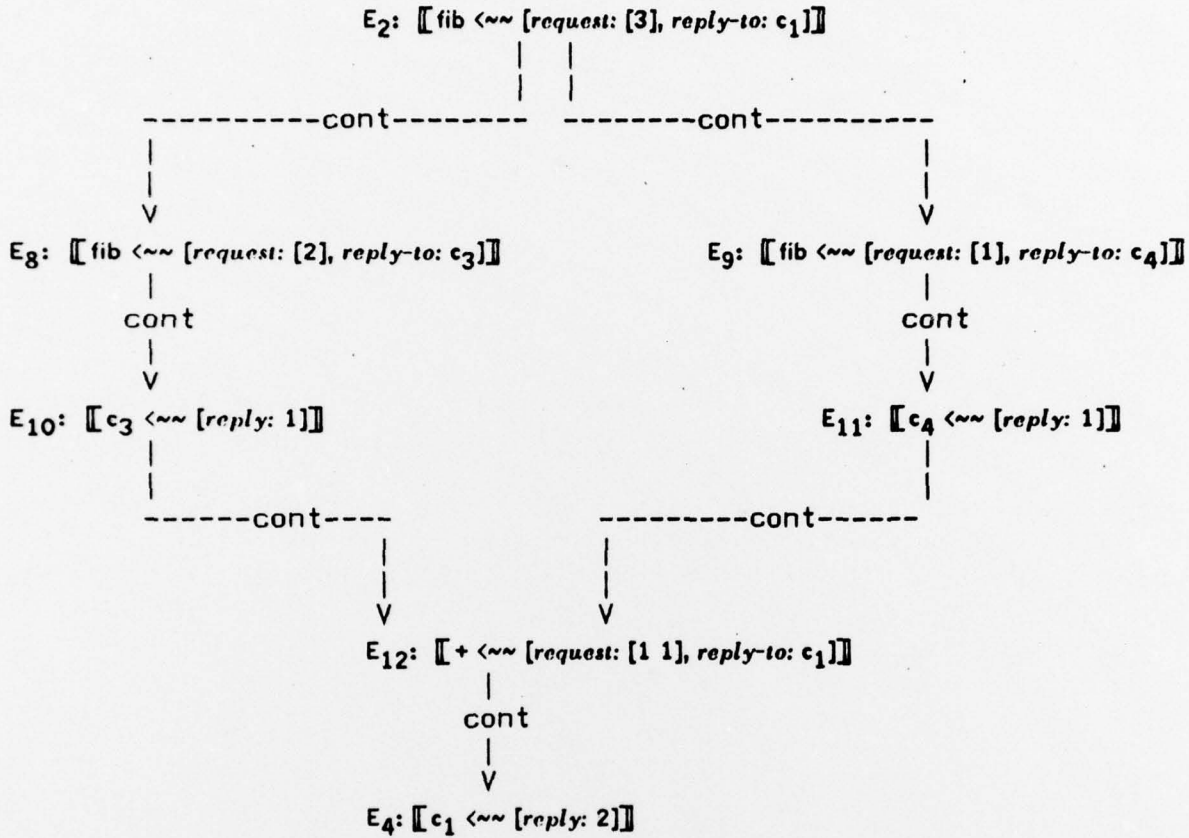 E₂: ⟦fib <~~ [request: [3], reply-to: c₁]⟧
cont cont
E₈: ⟦fib <~~ [request: [2], reply-to: c₃]⟧ E₉: ⟦fib <~~ [request: [1], reply-to: c₄]⟧
cont cont
E₁₀: ⟦c₃ <~~ [reply: 1]⟧ E₁₁: ⟦c₄ <~~ [reply: 1]⟧
cont cont
E₁₂: ⟦+ <~~ [request: [1 1], reply-to: c₁]⟧
cont
E₄: ⟦c₁ <~~ [reply: 2]⟧